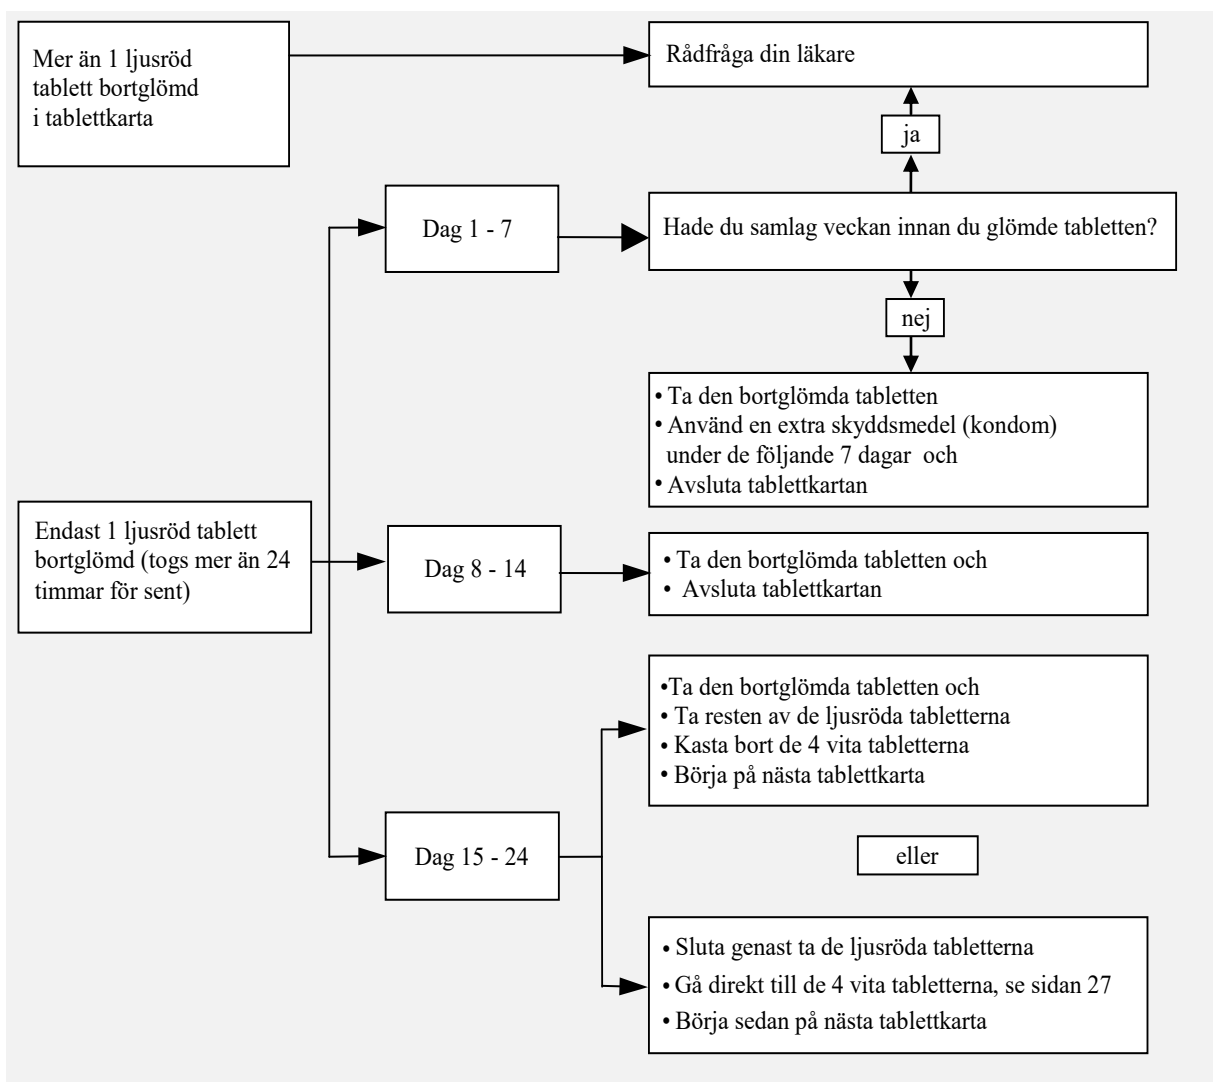 Mer än 1 ljusröd
tablett bortglömd
i tablettkarta
Rådfråga din läkare
ja
Dag 1 - 7
Hade du samlag veckan innan du glömde tabletten?
nej
• Ta den bortglömda tabletten
• Använd en extra skyddsmedel (kondom)
under de följande 7 dagar och
• Avsluta tablettkartan
Endast 1 ljusröd tablett
bortglömd (togs mer än 24
timmar för sent)
Dag 8 - 14
• Ta den bortglömda tabletten och
• Avsluta tablettkartan
•Ta den bortglömda tabletten och
• Ta resten av de ljusröda tabletterna
• Kasta bort de 4 vita tabletterna
• Börja på nästa tablettkarta
Dag 15 - 24
eller
• Sluta genast ta de ljusröda tabletterna
• Gå direkt till de 4 vita tabletterna, se sidan 27
• Börja sedan på nästa tablettkarta